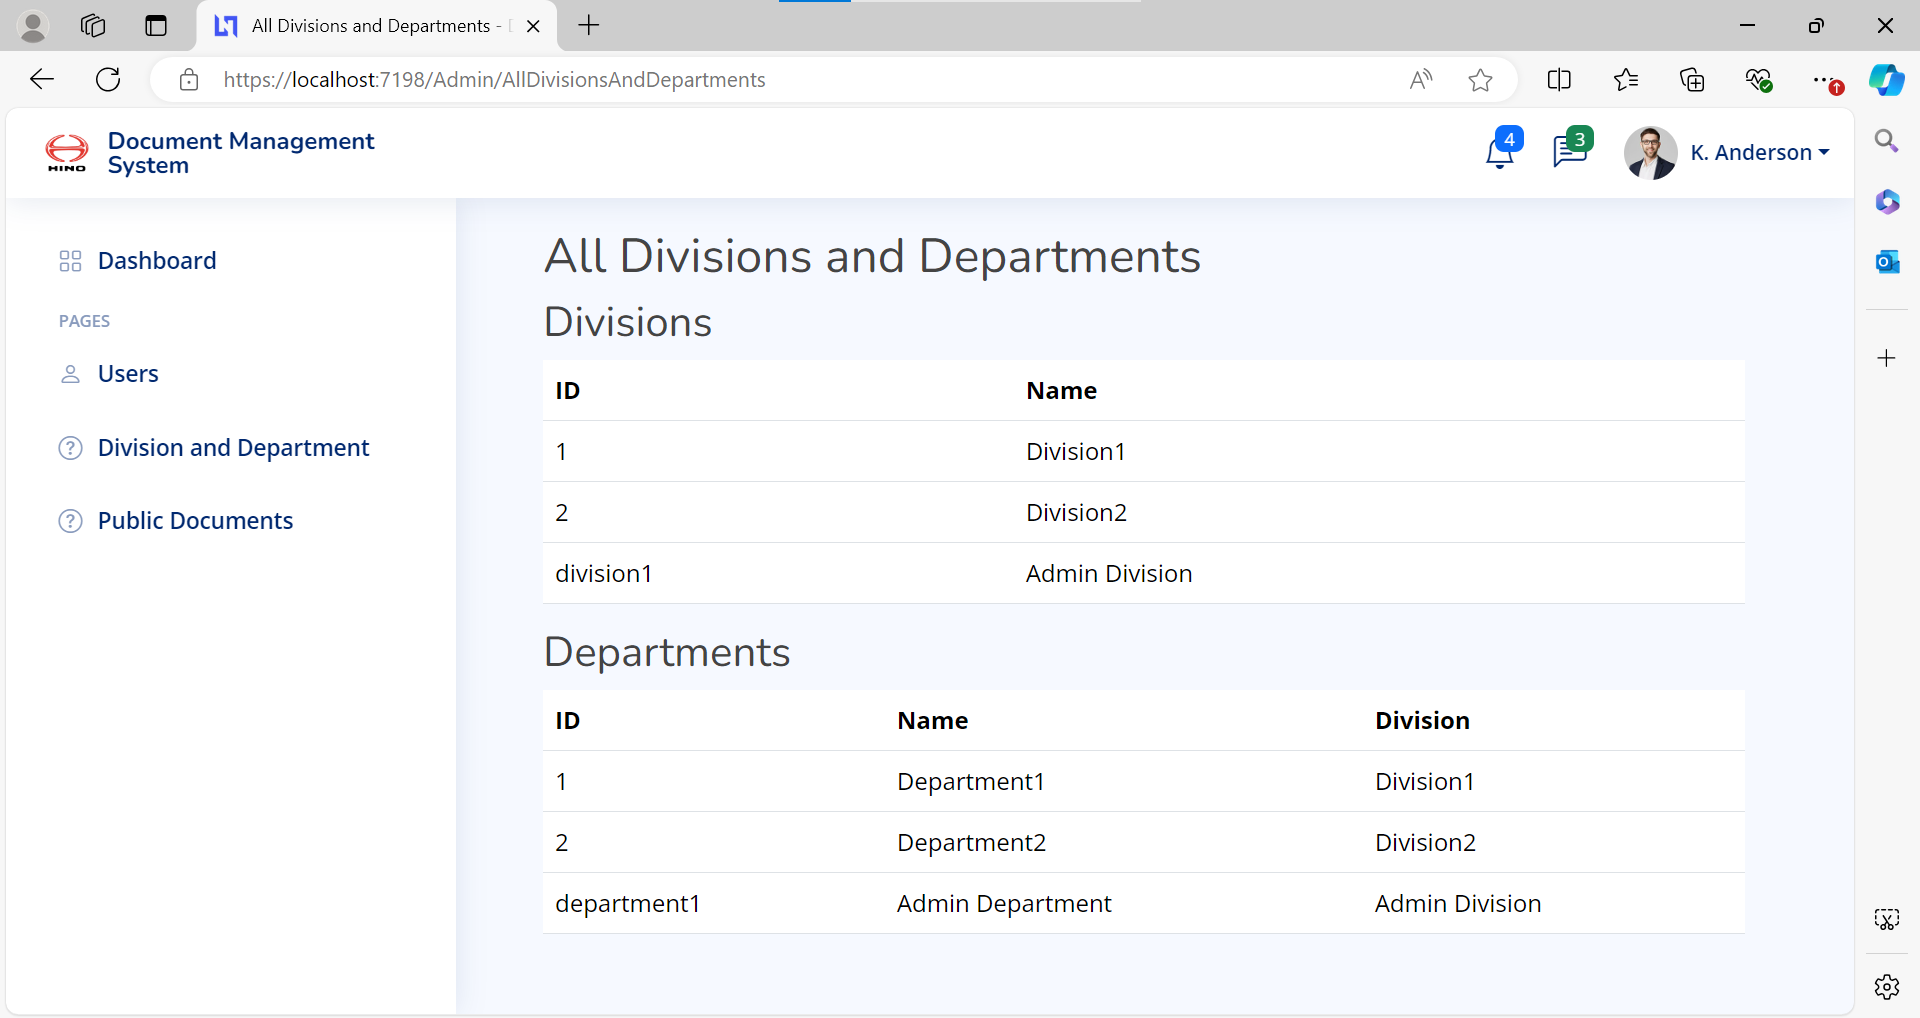 All Divisions and Departments -
https://localhost:7198/Admin/AllDivisionsAndDepartments
HINO
Document Management
System
4
3
K. Anderson
Dashboard
PAGES
Users
Division and Department
Public Documents
All Divisions and Departments
Divisions
ID Name
1 Division1
2 Division2
division1 Admin Division
Departments
ID Name Division
1 Department1 Division1
2 Department2 Division2
department1 Admin Department Admin Division